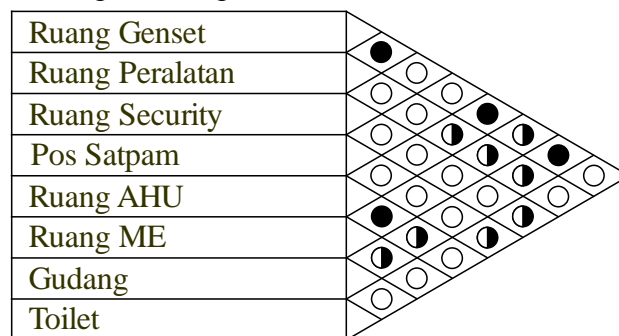 Ruang Genset
Ruang Peralatan
Ruang Security
Pos Satpam
Ruang AHU
Ruang ME
Gudang
Toilet